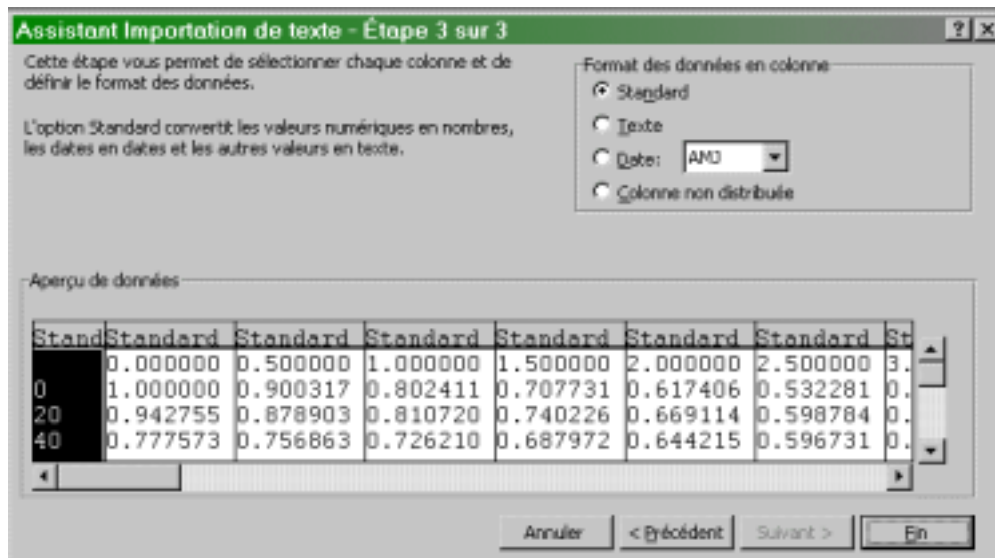 Assistant Importation de texte - Étape 3 sur 3
Cette étape vous permet de sélectionner chaque colonne et de
définir le format des données.
L'option Standard convertit les valeurs numériques en nombres,
les dates en dates et les autres valeurs en texte.
Format des données en colonne
Standard
Texte
Date: AMJ
Colonne non distribuée
Aperçu de données
Stand Standard Standard Standard Standard Standard Standard St
0.000000 0.500000 1.000000 1.500000 2.000000 2.500000 3.
0 1.000000 0.900317 0.802411 0.707731 0.617406 0.532281 0.
20 0.942755 0.878903 0.810720 0.740226 0.669114 0.598784 0.
40 0.777573 0.756863 0.726210 0.687972 0.644215 0.596731 0.
Annuler < Précédent Suivant > Fin